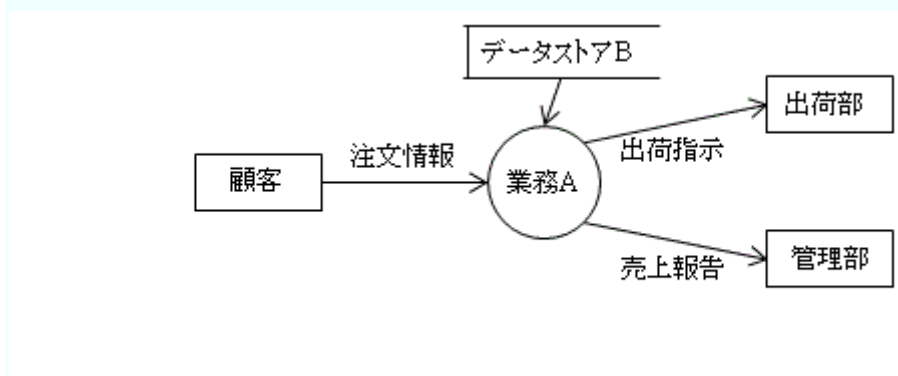 データストアB
出荷部
注文情報
出荷指示
顧客
業務A
管理部
売上報告